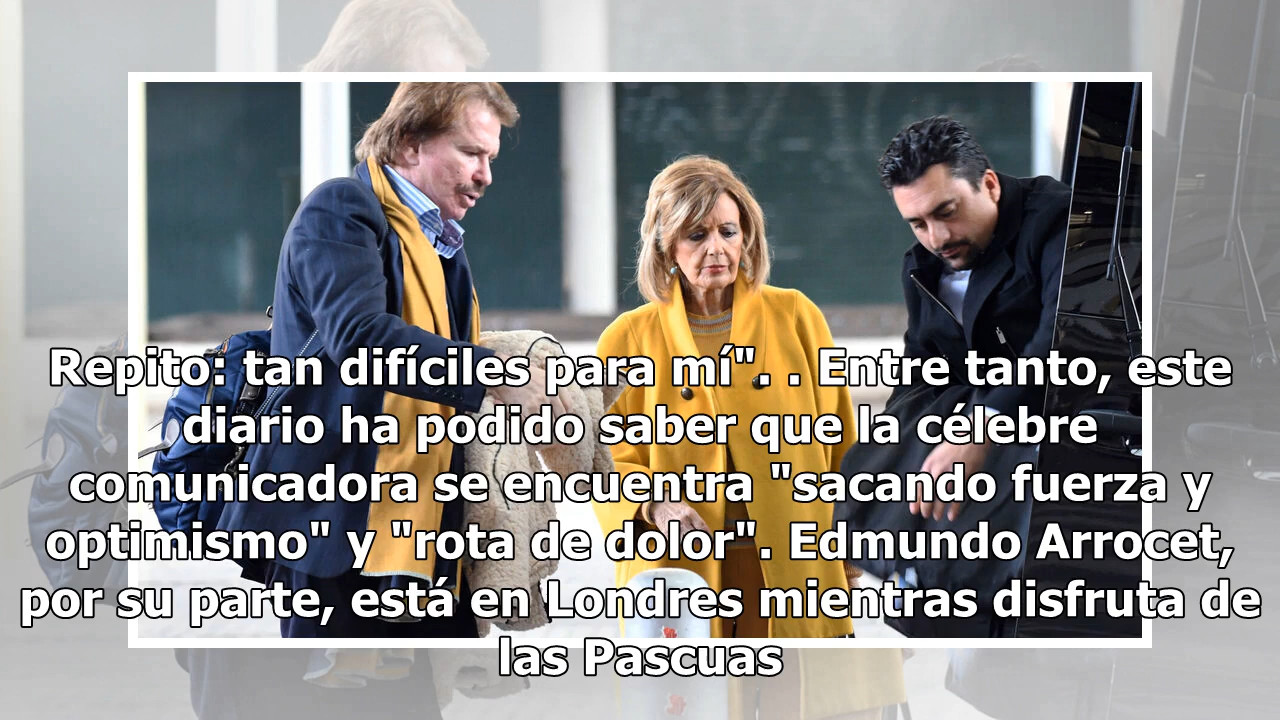 Repito: tan difíciles para mí". . Entre tanto, este
diario ha podido saber que la célebre
comunicadora se encuentra "sacando fuerza y
optimismo" y "rota de dolor". Edmundo Arrocet,
por su parte, está en Londres mientras disfruta de
las Pascuas